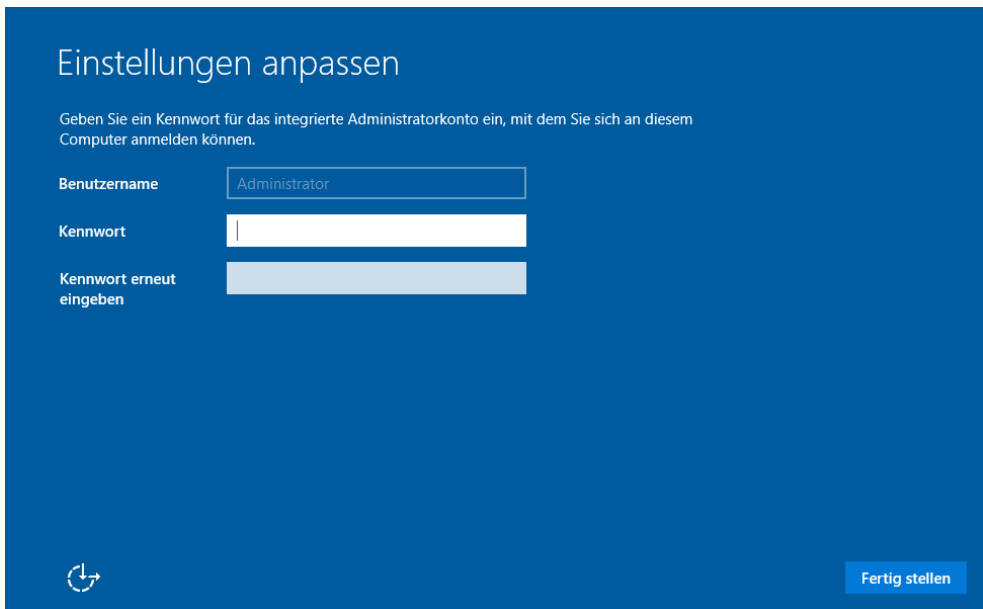 Einstellungen anpassen
Geben Sie ein Kennwort für das integrierte Administratorkonto ein, mit dem Sie sich an diesem
Computer anmelden können.
Benutzername
Administrator
Kennwort
Kennwort erneut
eingeben
Fertig stellen